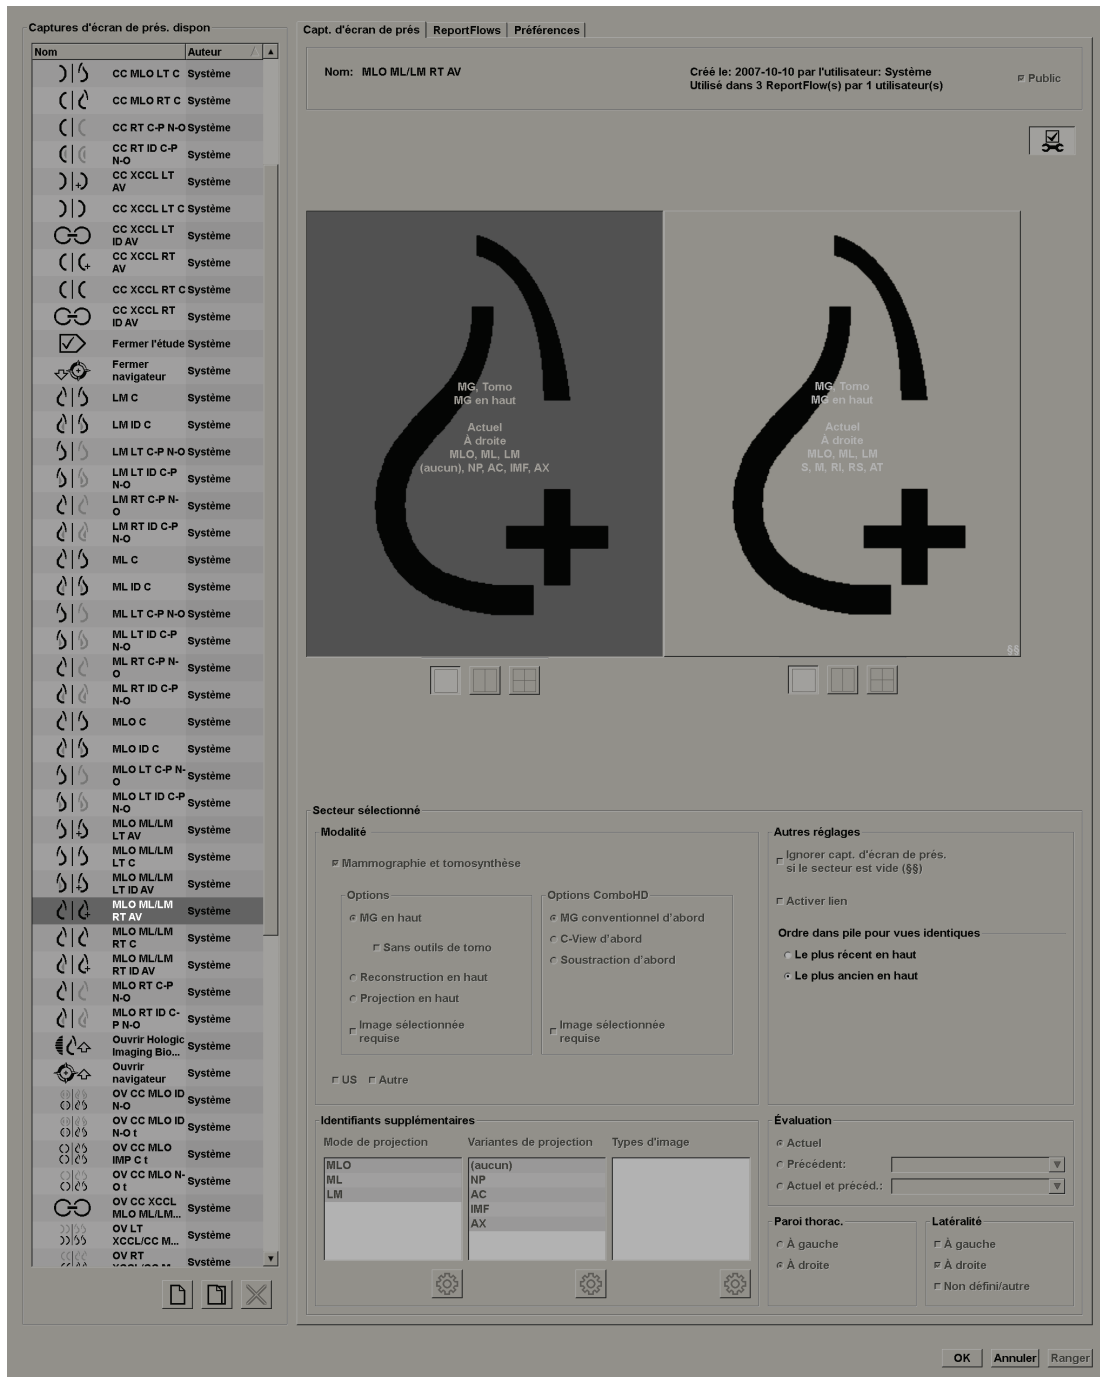 Captures d'écran de prés. dispon
Nom Auteur
CC MLO LT C Système
CC MLO RT C Système
CC RT C-P N-O Système
CC RT ID C-P
N-O Système
CC XCCL LT
AV Système
CC XCCL LT C Système
CC XCCL LT
ID AV Système
CC XCCL RT
AV Système
CC XCCL RT C Système
CC XCCL RT
ID AV Système
Fermer l'étude Système
Fermer
navigateur Système
LM C Système
LM ID C Système
LM LT C-P N-O Système
LM LT ID C-P
N-O Système
LM RT C-P N-
O Système
LM RT ID C-P
N-O Système
ML C Système
ML ID C Système
ML LT C-P N-O Système
ML LT ID C-P
N-O Système
ML RT C-P N-
O Système
ML RT ID C-P
N-O Système
MLO C Système
MLO ID C Système
MLO LT C-P N-
O Système
MLO LT ID C-P
N-O Système
MLO ML/LM
LT AV Système
MLO ML/LM
LT C Système
MLO ML/LM
LT ID AV Système
MLO ML/LM
RT AV Système
MLO ML/LM
RT C Système
MLO ML/LM
RT ID AV Système
MLO RT C-P
N-O Système
MLO RT ID C-
P N-O Système
Ouvrir Hologic
Imaging Bio... Système
Ouvrir
navigateur Système
OV CC MLO ID
N-O Système
OV CC MLO ID
N-O t Système
OV CC MLO
IMP C t Système
OV CC MLO N-
O t Système
OV CC XCCL
MLO ML/LM... Système
OV LT
XCCL/CC M... Système
OV RT
Système
Capt. d'écran de prés ReportFlows Préférences
Nom: MLO ML/LM RT AV
Créé le: 2007-10-10 par l'utilisateur: Système
Utilisé dans 3 ReportFlow(s) par 1 utilisateur(s)
Public
MG, Tomo
MG en haut
Actuel
À droite
MLO, ML, LM
(aucun), NP, AC, IMF, AX
MG, Tomo
MG en haut
Actuel
À droite
MLO, ML, LM
S, M, RI, RS, AT
§§
Secteur sélectionné
Modalité
Mammographie et tomosynthèse
Options
MG en haut
Sans outils de tomo
Reconstruction en haut
Projection en haut
Image sélectionnée
requise
Options ComboHD
MG conventionnel d'abord
C-View d'abord
Soustraction d'abord
Image sélectionnée
requise
US Autre
Autres réglages
Ignorer capt. d'écran de prés.
si le secteur est vide (§§)
Activer lien
Ordre dans pile pour vues identiques
Le plus récent en haut
Le plus ancien en haut
Identifiants supplémentaires
Mode de projection Variantes de projection Types d'image
MLO
ML
LM
(aucun)
NP
AC
IMF
AX
Évaluation
Actuel
Précédent:
Actuel et précéd.:
Paroi thorac.
À gauche
À droite
Latéralité
À gauche
À droite
Non défini/autre
OK Annuler Ranger